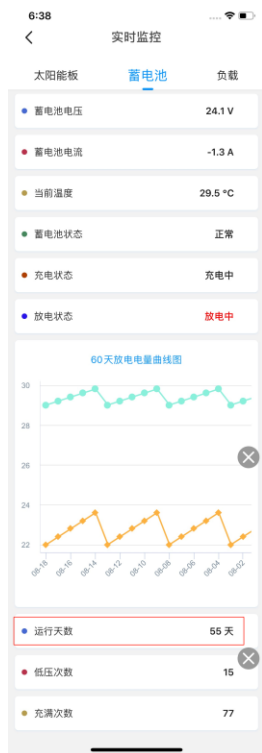 6:38
实时监控
太阳能板 蓄电池 负载
蓄电池电压 24.1 V
蓄电池电流 -1.3 A
当前温度 29.5 °C
蓄电池状态 正常
充电状态 充电中
放电状态 放电中
60天放电电量曲线图
30
28
26
24
22
08-18 08-16 08-14 08-12 08-10 08-08 08-06 08-04 08-02
运行天数 55 天
低压次数 15
充满次数 77